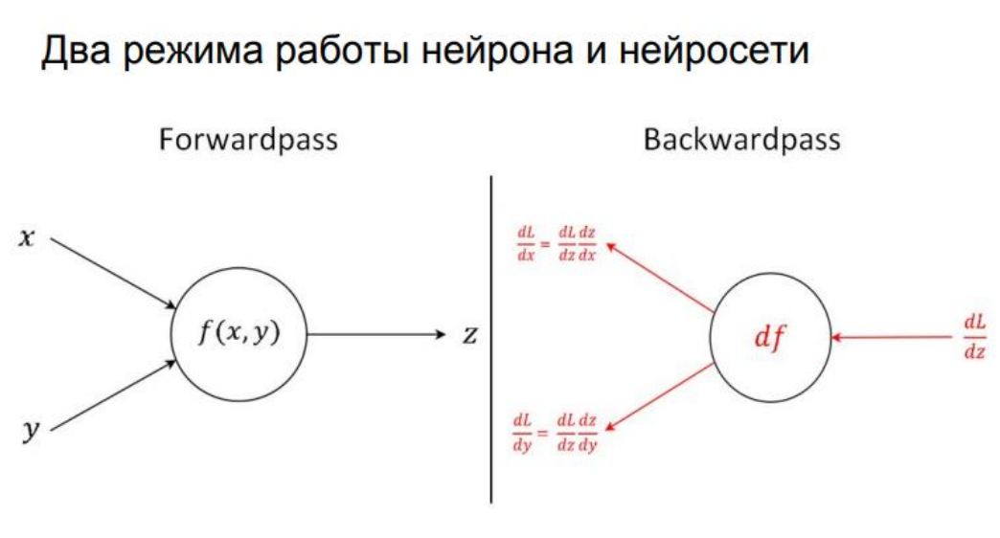 Два режима работы нейрона и нейросети
Forwardpass
Backwardpass
x
y
f(x, y)
z
dL/dx = dL/dz dz/dx
dL/dy = dL/dz dz/dy
df
dL/dz